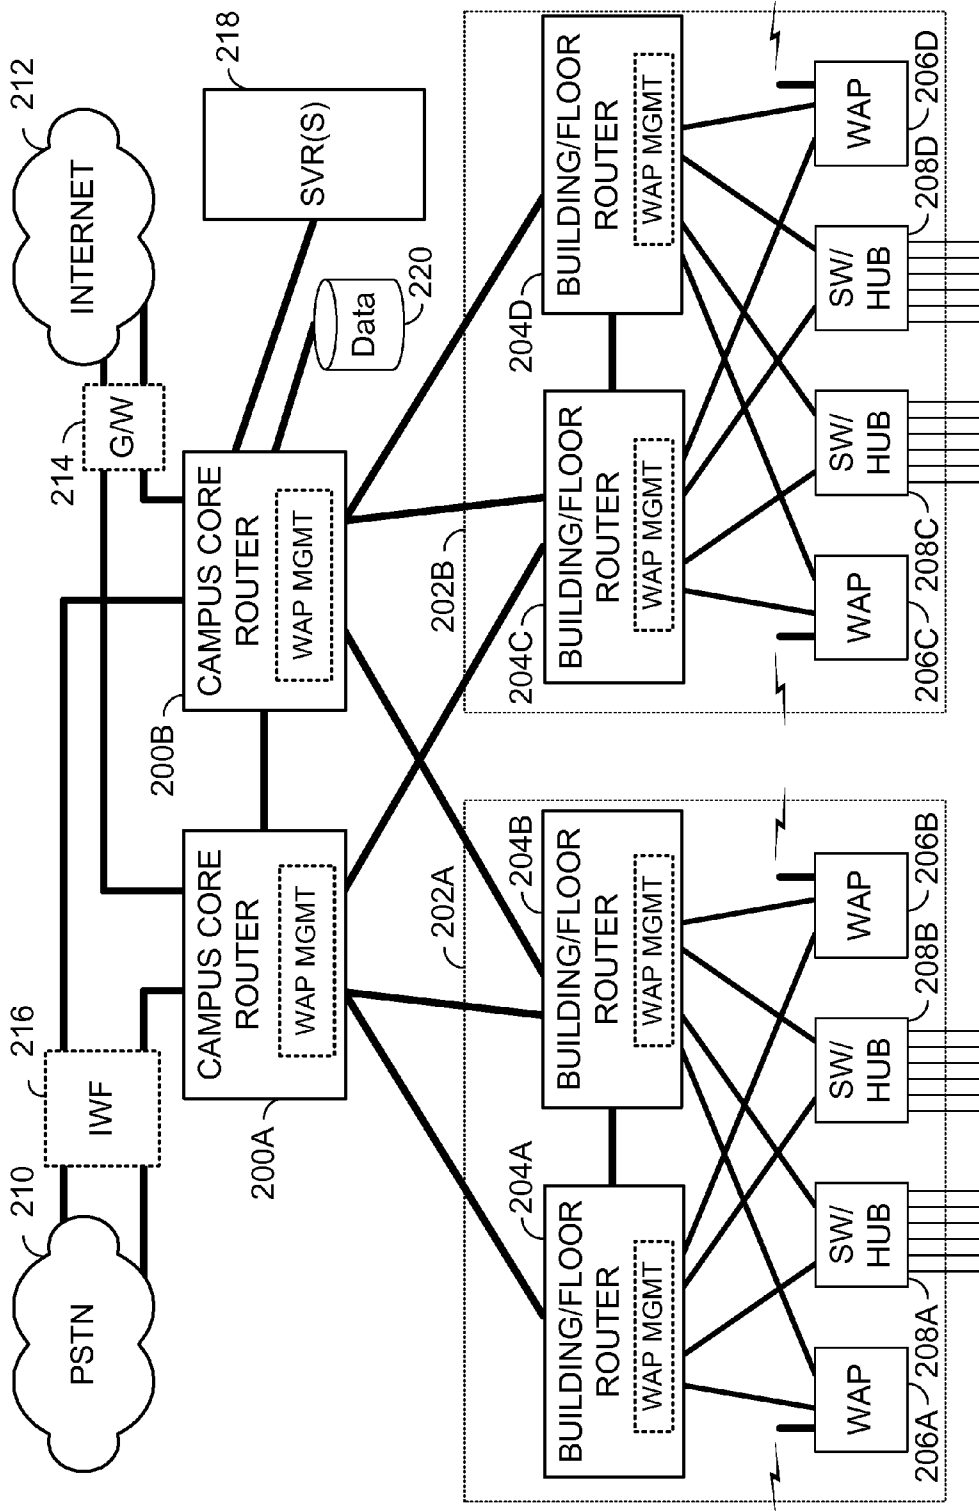 PSTN
210
IWF
216
INTERNET
212
G/W
214
CAMPUS CORE
ROUTER
WAP MGMT
200A
CAMPUS CORE
ROUTER
WAP MGMT
200B
SVR(S)
218
Data
220
202A
BUILDING/FLOOR
ROUTER
WAP MGMT
204A
BUILDING/FLOOR
ROUTER
WAP MGMT
204B
202B
BUILDING/FLOOR
ROUTER
WAP MGMT
204C
BUILDING/FLOOR
ROUTER
WAP MGMT
204D
WAP
206A
SW/
HUB
208A
SW/
HUB
208B
WAP
206B
WAP
206C
SW/
HUB
208C
SW/
HUB
208D
WAP
206D